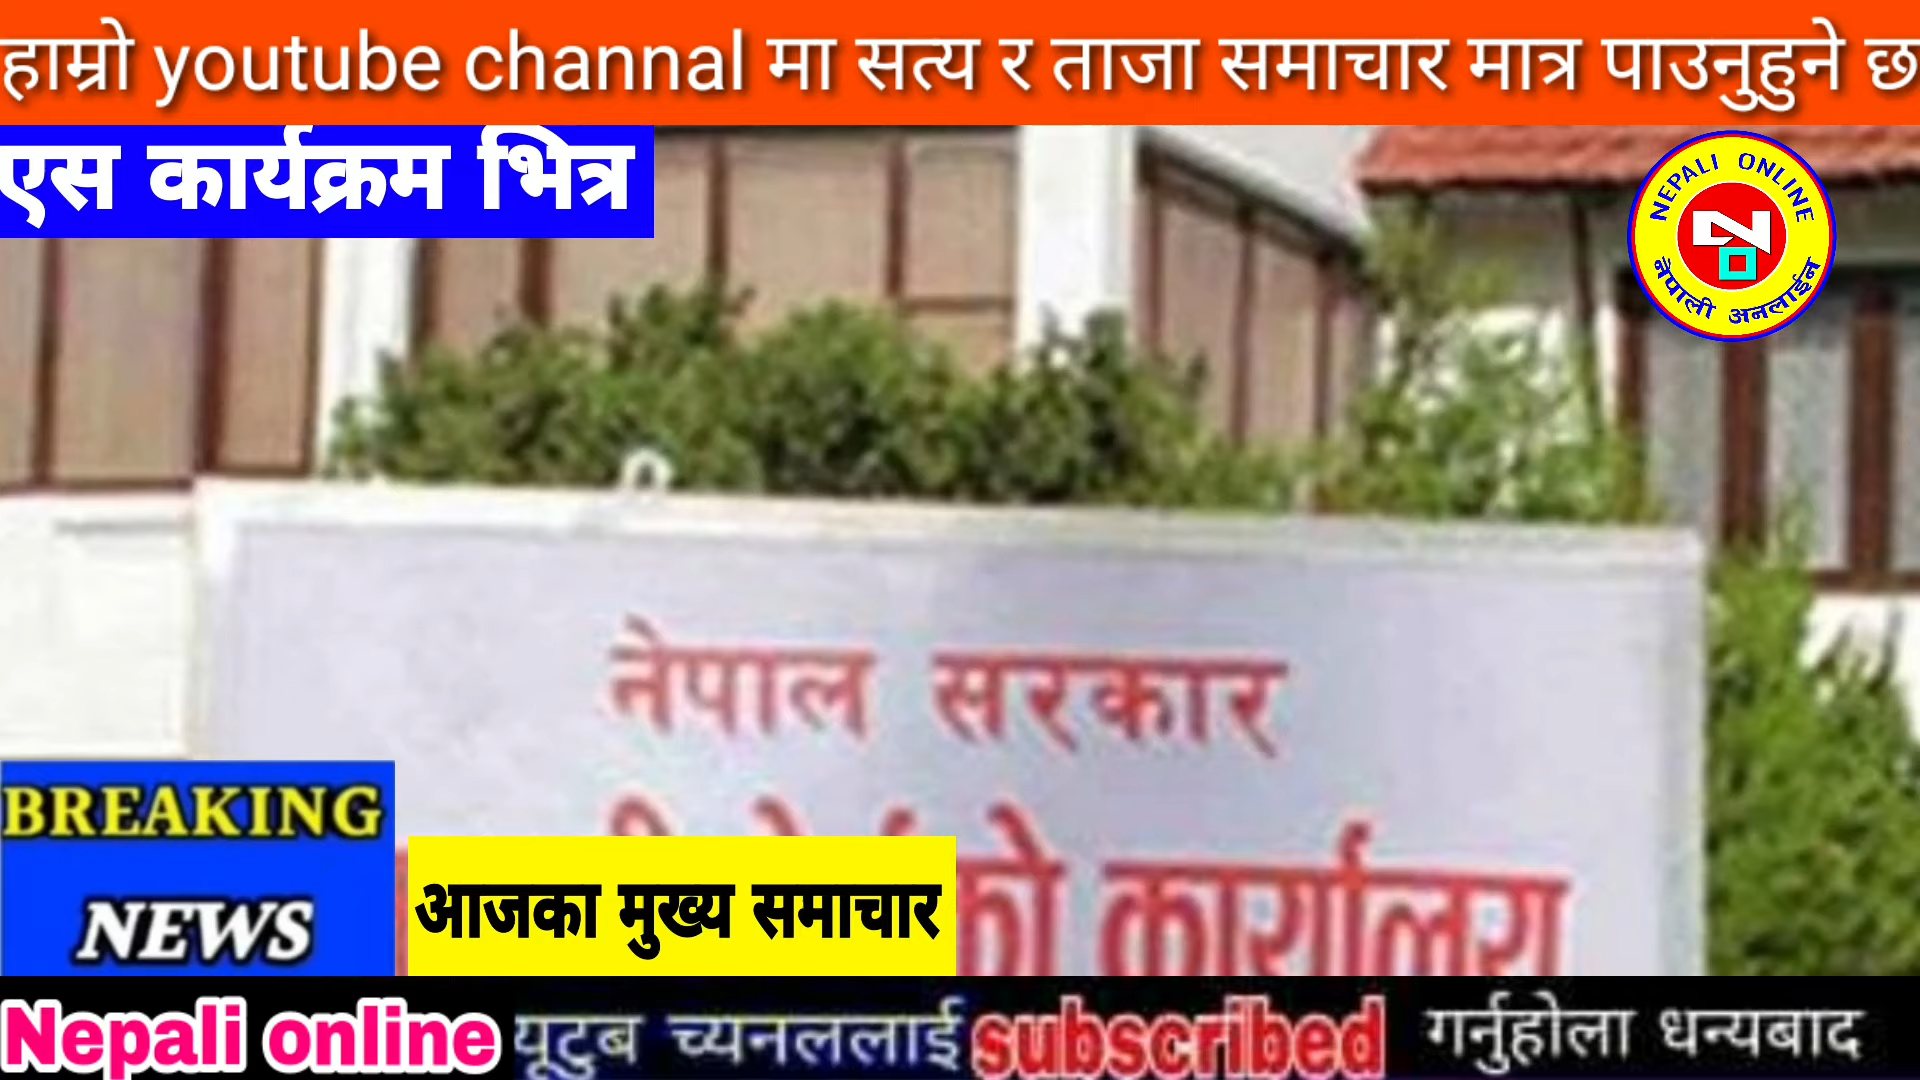 हाम्रो youtube channal मा सत्य र ताजा समाचार मात्र पाउनुहुने छ
एस कार्यक्रम भित्र
NEPALI ONLINE
नेपाली अनलाईन
नेपाल सरकार
को कार्यालय
BREAKING
NEWS
आजका मुख्य समाचार
Nepali online यूटुब च्यनललाई subscribed गर्नुहोला धन्यबाद